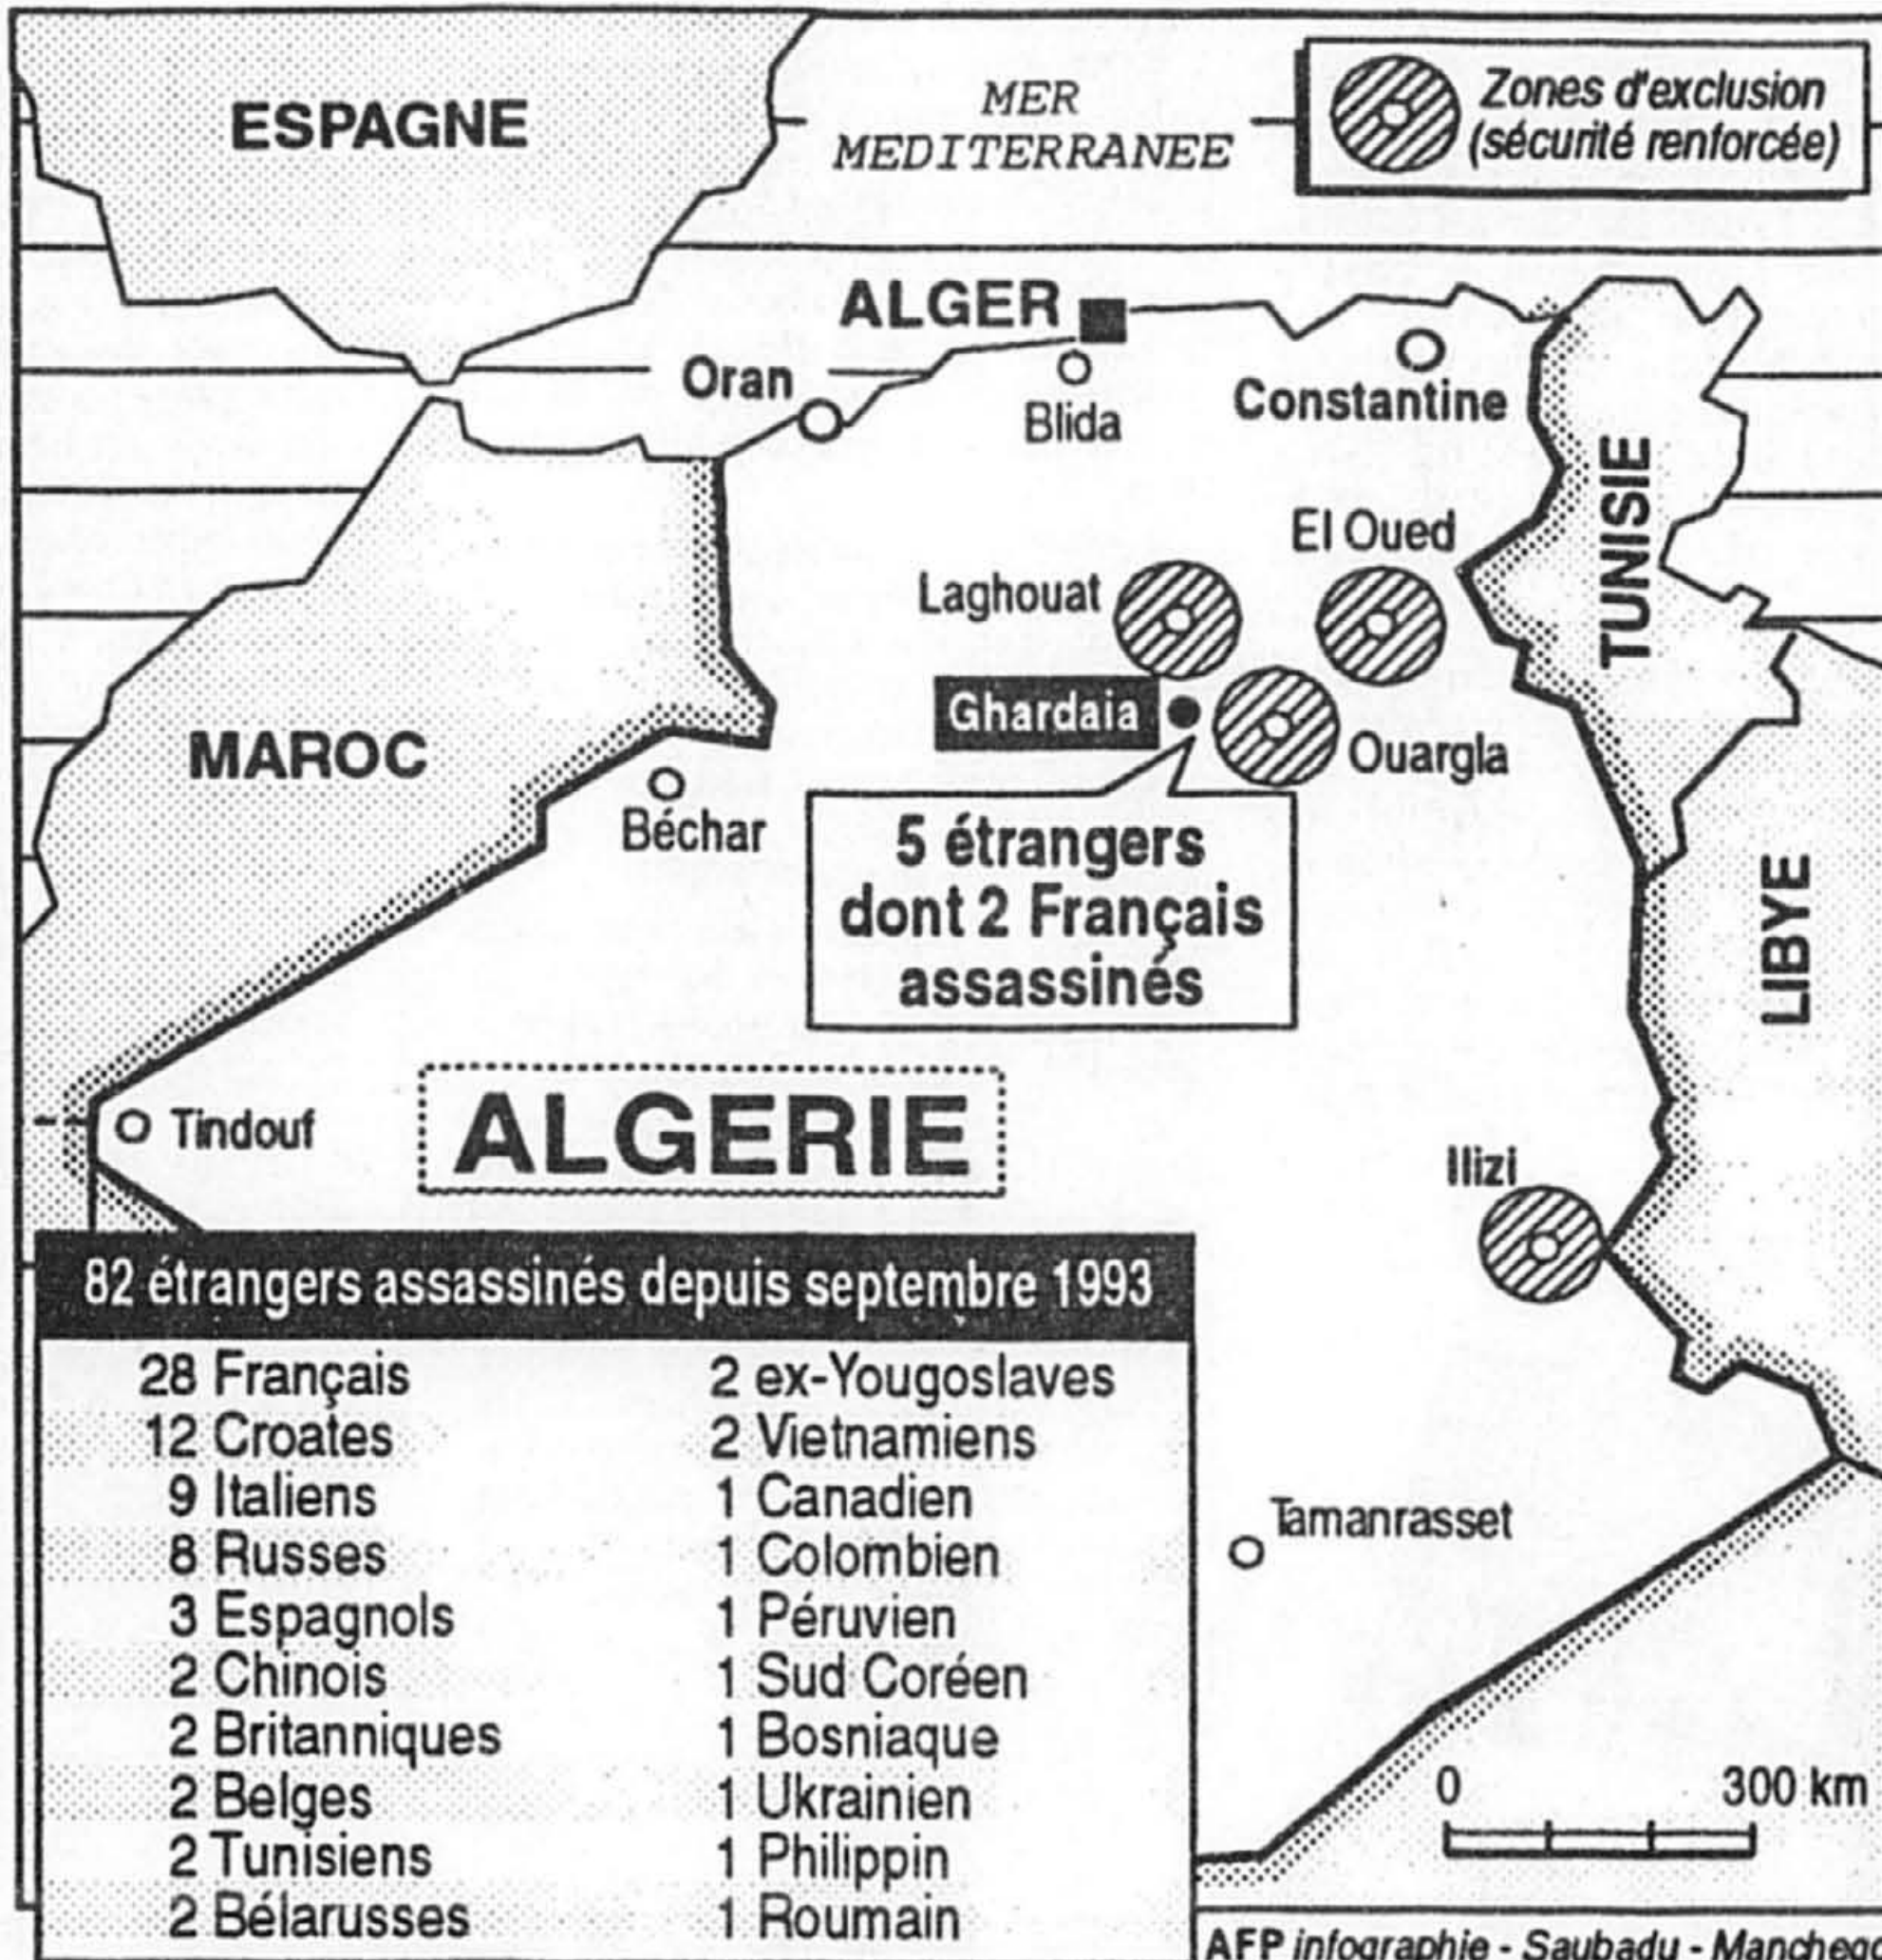 ESPAGNE
MER
MEDITERRANEE
Zones d'exclusion
(sécurité renforcée)
ALGER
Oran
Blida
Constantine
TUNISIE
El Oued
Laghouat
Ghardaia
Ouargla
MAROC
Béchar
5 étrangers
dont 2 Français
assassinés
LIBYE
ALGERIE
Tindouf
Ilizi
82 étrangers assassinés depuis septembre 1993
28 Français
12 Croates
9 Italiens
8 Russes
3 Espagnols
2 Chinois
2 Britanniques
2 Belges
2 Tunisiens
2 Bélarusses
2 ex-Yougoslaves
2 Vietnamiens
1 Canadien
1 Colombien
1 Péruvien
1 Sud Coréen
1 Bosniaque
1 Ukrainien
1 Philippin
1 Roumain
Tamanrasset
0 300 km
AFP infographie - Saubadu - Manchego